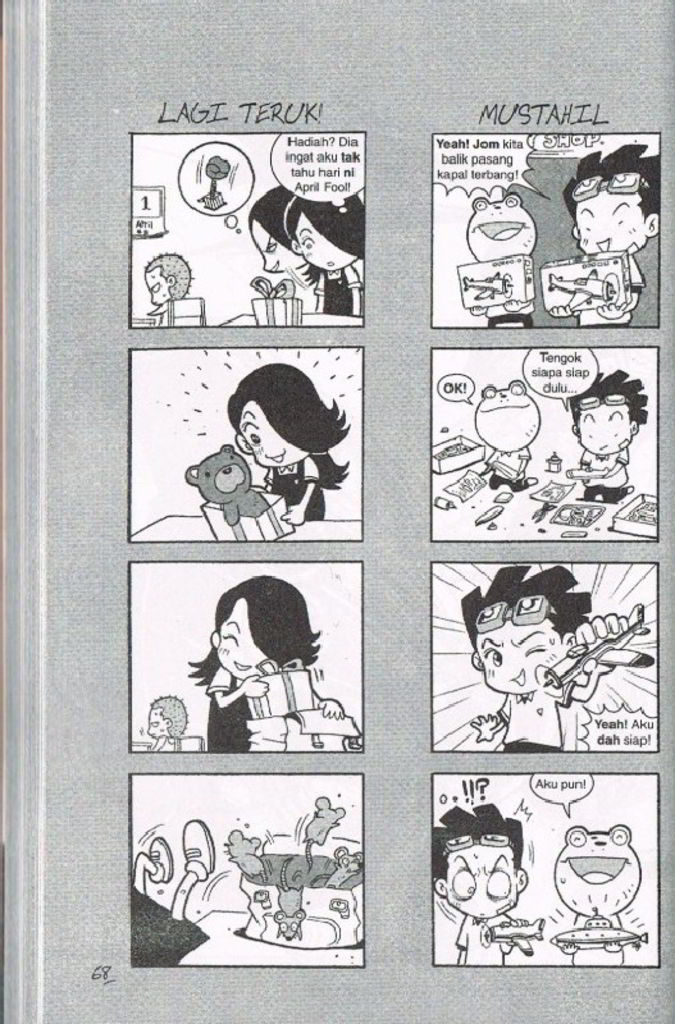 LAGI TERUK!
Hadiah? Dia
ingat aku tak
tahu hari ni
April Fool!
1
April
MUSTAHIL
SHOP.
Yeah! Jom kita
balik pasang
kapal terbang!
OK!
Tengok
siapa siap
dulu...
Yeah! Aku
dah siap!
!!?
Aku pun!
68